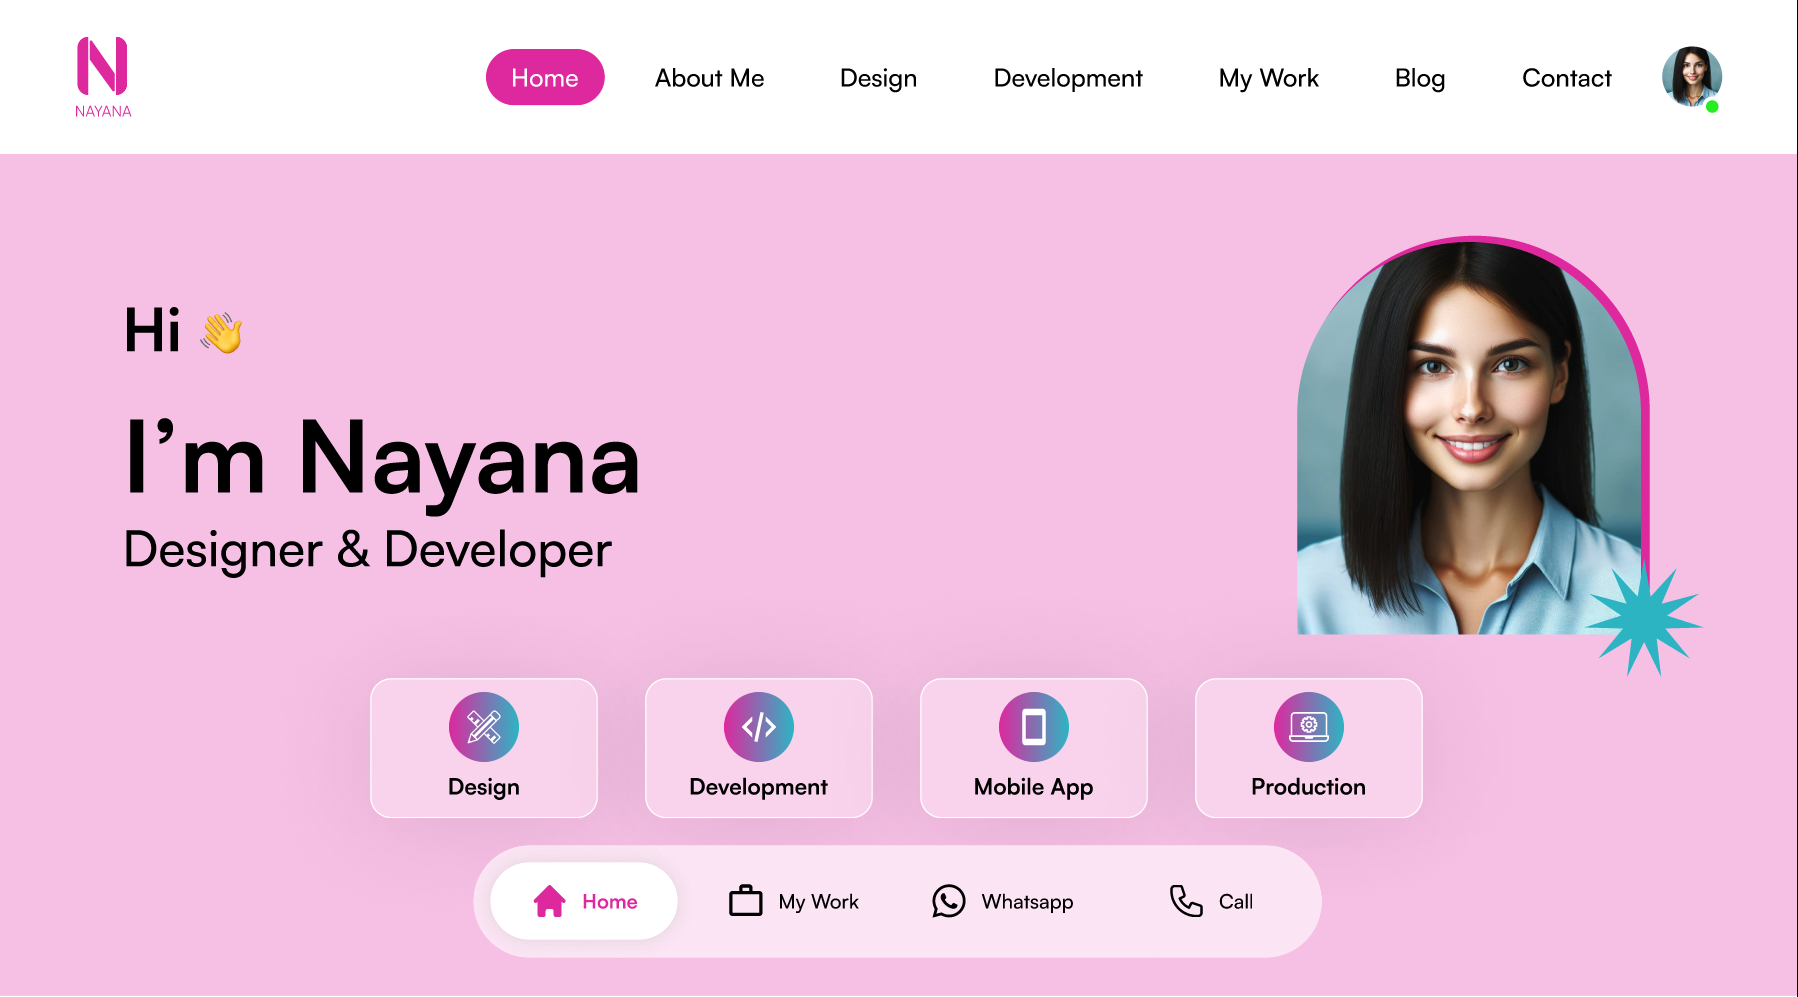 NAYANA
Home
About Me
Design
Development
My Work
Blog
Contact
Hi 👋
I’m Nayana
Designer & Developer
Design
Development
Mobile App
Production
Home
My Work
Whatsapp
Call